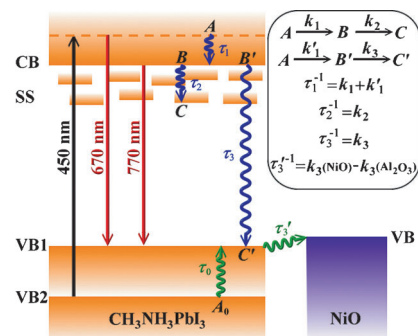 A
τ₁
CB
B
B'
τ₂
SS
C
450 nm
670 nm
770 nm
τ₃
VB1
C'
τ₃'
VB
τ₀
VB2
A₀
CH₃NH₃PbI₃
NiO
A —k₁→ B —k₂→ C
A —k'₁→ B' —k₃→ C'
τ₁⁻¹=k₁+k'₁
τ₂⁻¹=k₂
τ₃⁻¹=k₃
τ₃'⁻¹=k₃(NiO)-k₃(Al₂O₃)